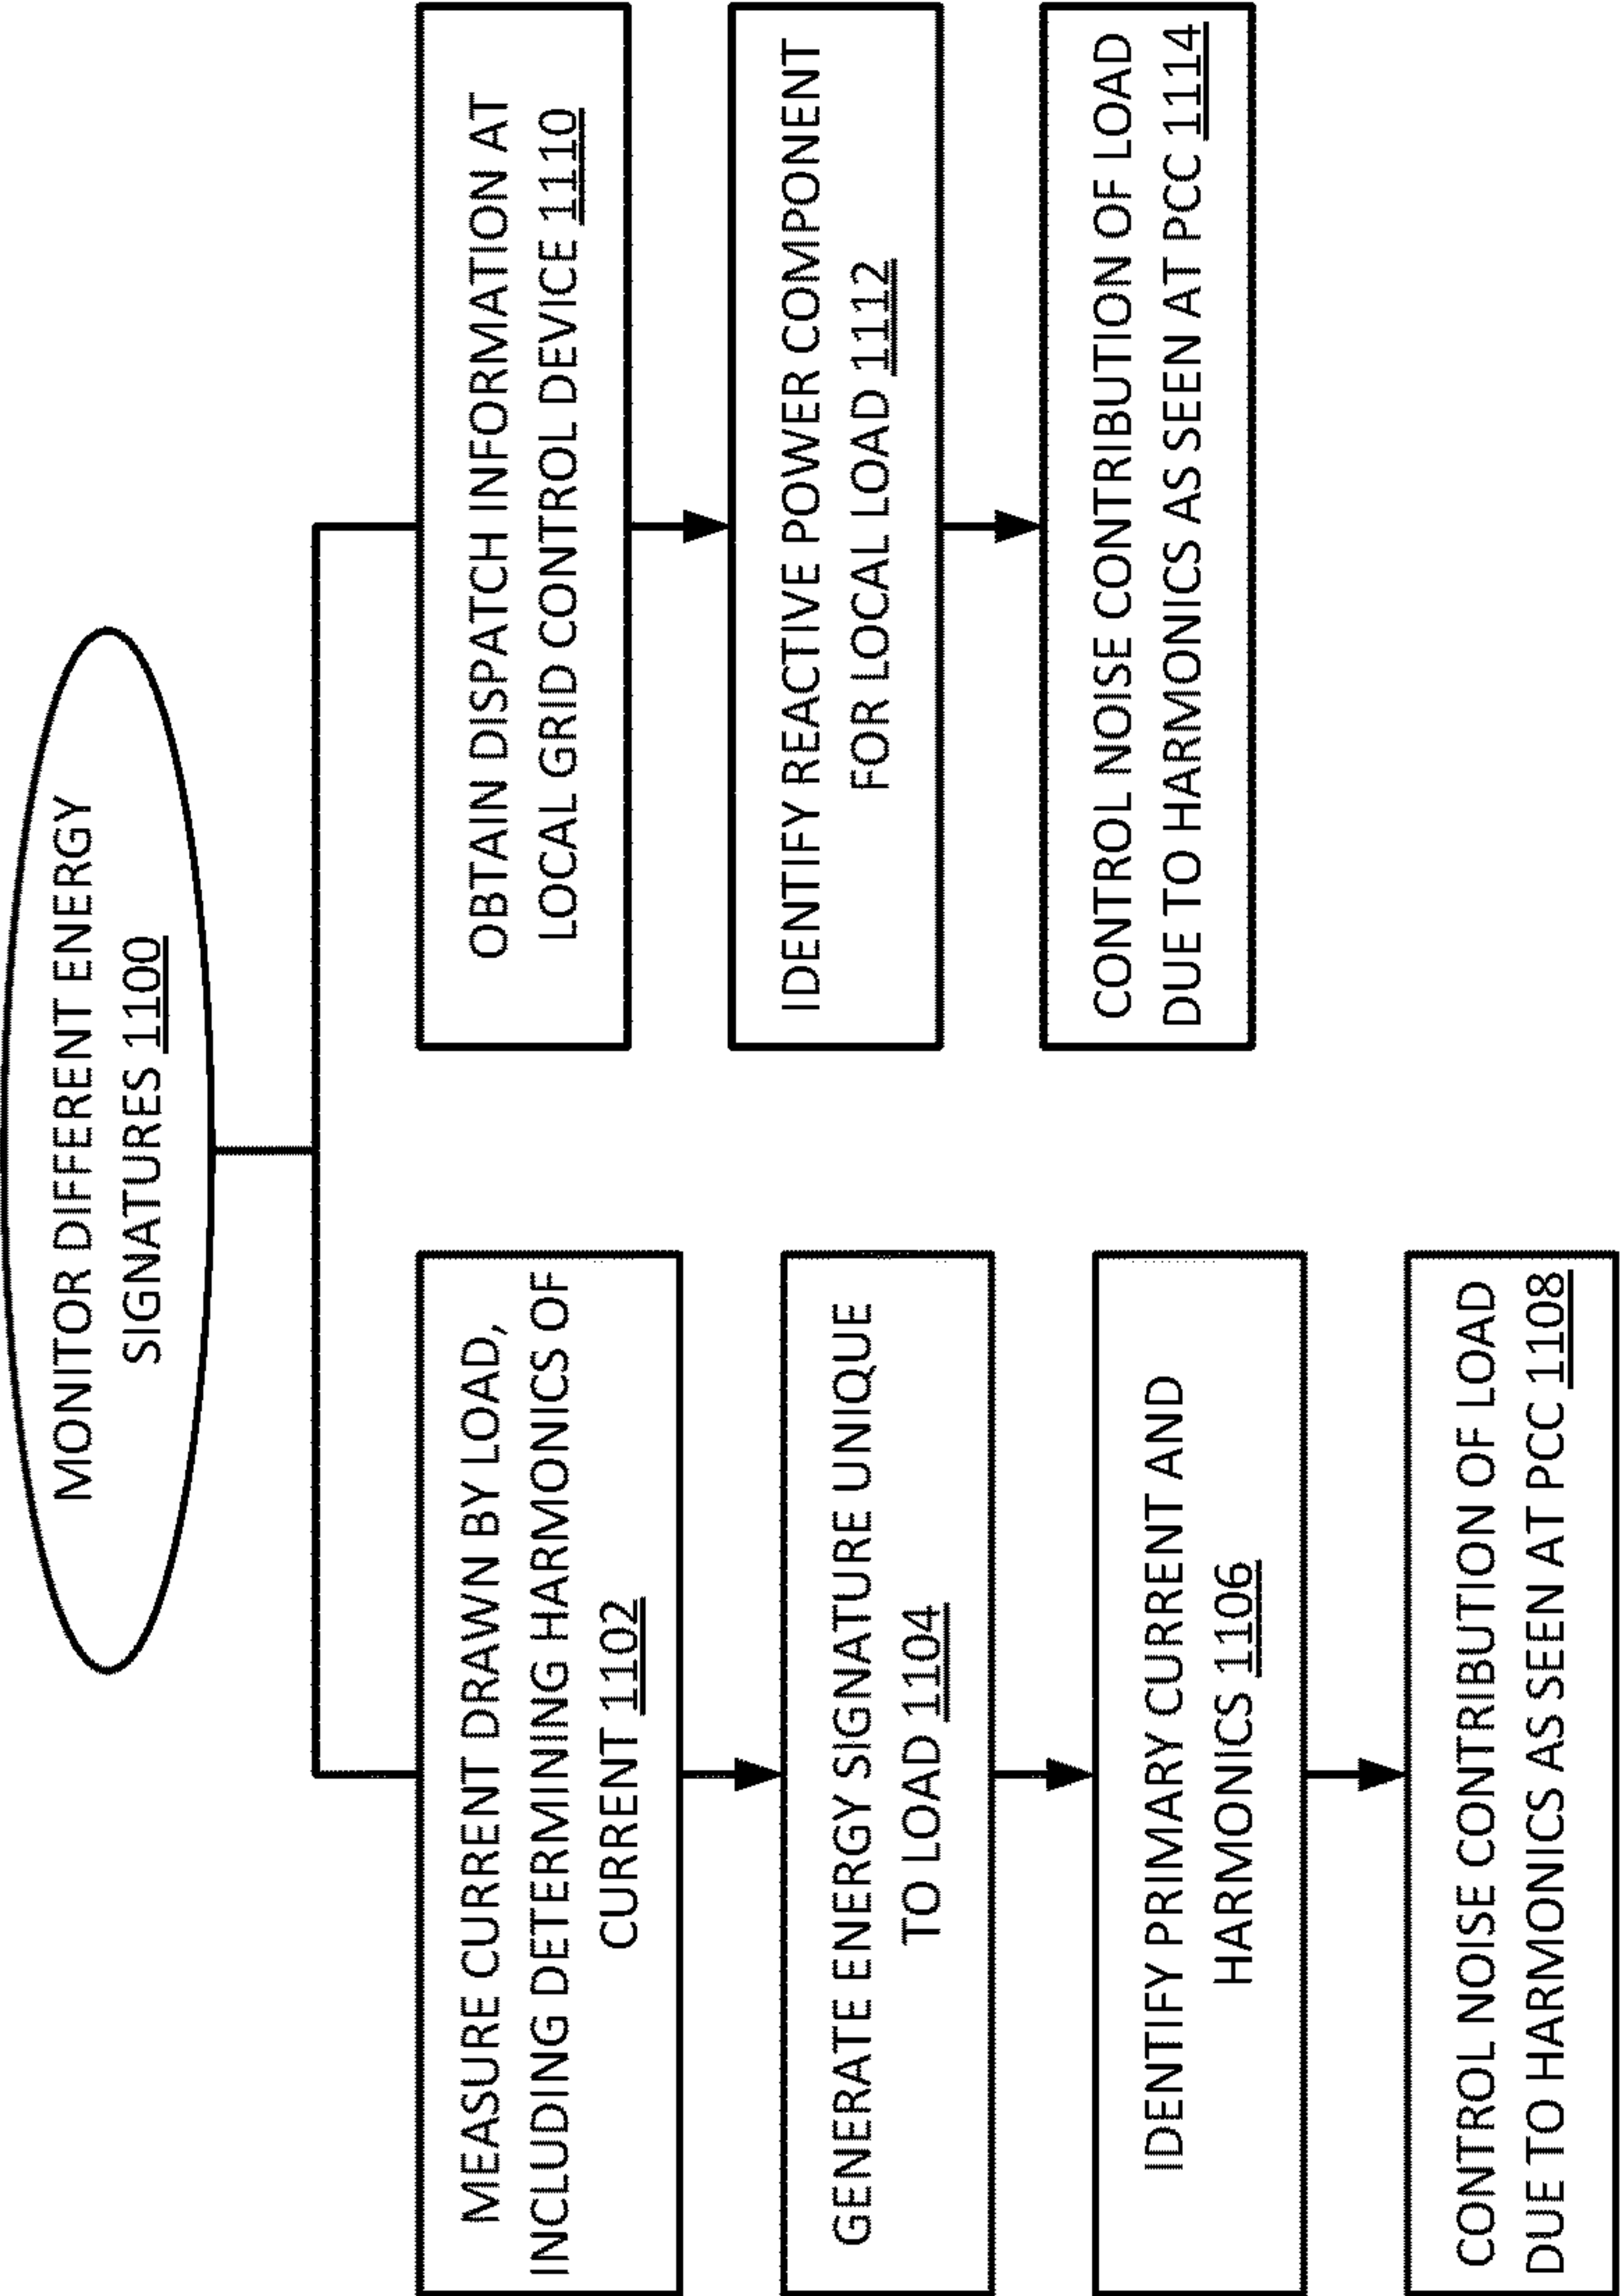 MONITOR DIFFERENT ENERGY
SIGNATURES 1100
MEASURE CURRENT DRAWN BY LOAD,
INCLUDING DETERMINING HARMONICS OF
CURRENT 1102
GENERATE ENERGY SIGNATURE UNIQUE
TO LOAD 1104
IDENTIFY PRIMARY CURRENT AND
HARMONICS 1106
CONTROL NOISE CONTRIBUTION OF LOAD
DUE TO HARMONICS AS SEEN AT PCC 1108
OBTAIN DISPATCH INFORMATION AT
LOCAL GRID CONTROL DEVICE 1110
IDENTIFY REACTIVE POWER COMPONENT
FOR LOCAL LOAD 1112
CONTROL NOISE CONTRIBUTION OF LOAD
DUE TO HARMONICS AS SEEN AT PCC 1114